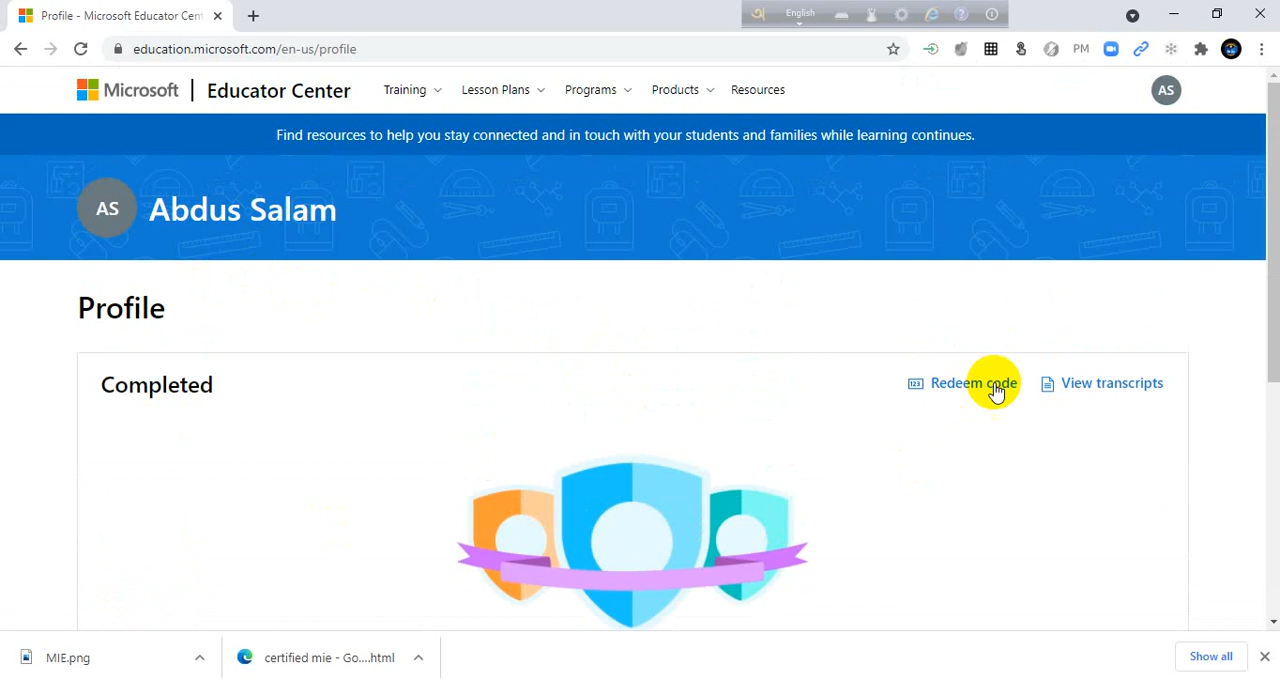 Profile - Microsoft Educator Cent
অ English
education.microsoft.com/en-us/profile
PM
Microsoft Educator Center Training Lesson Plans Programs Products Resources AS
Find resources to help you stay connected and in touch with your students and families while learning continues.
AS Abdus Salam
Profile
Completed 123 Redeem code View transcripts
MIE.png certified mie - Go....html Show all